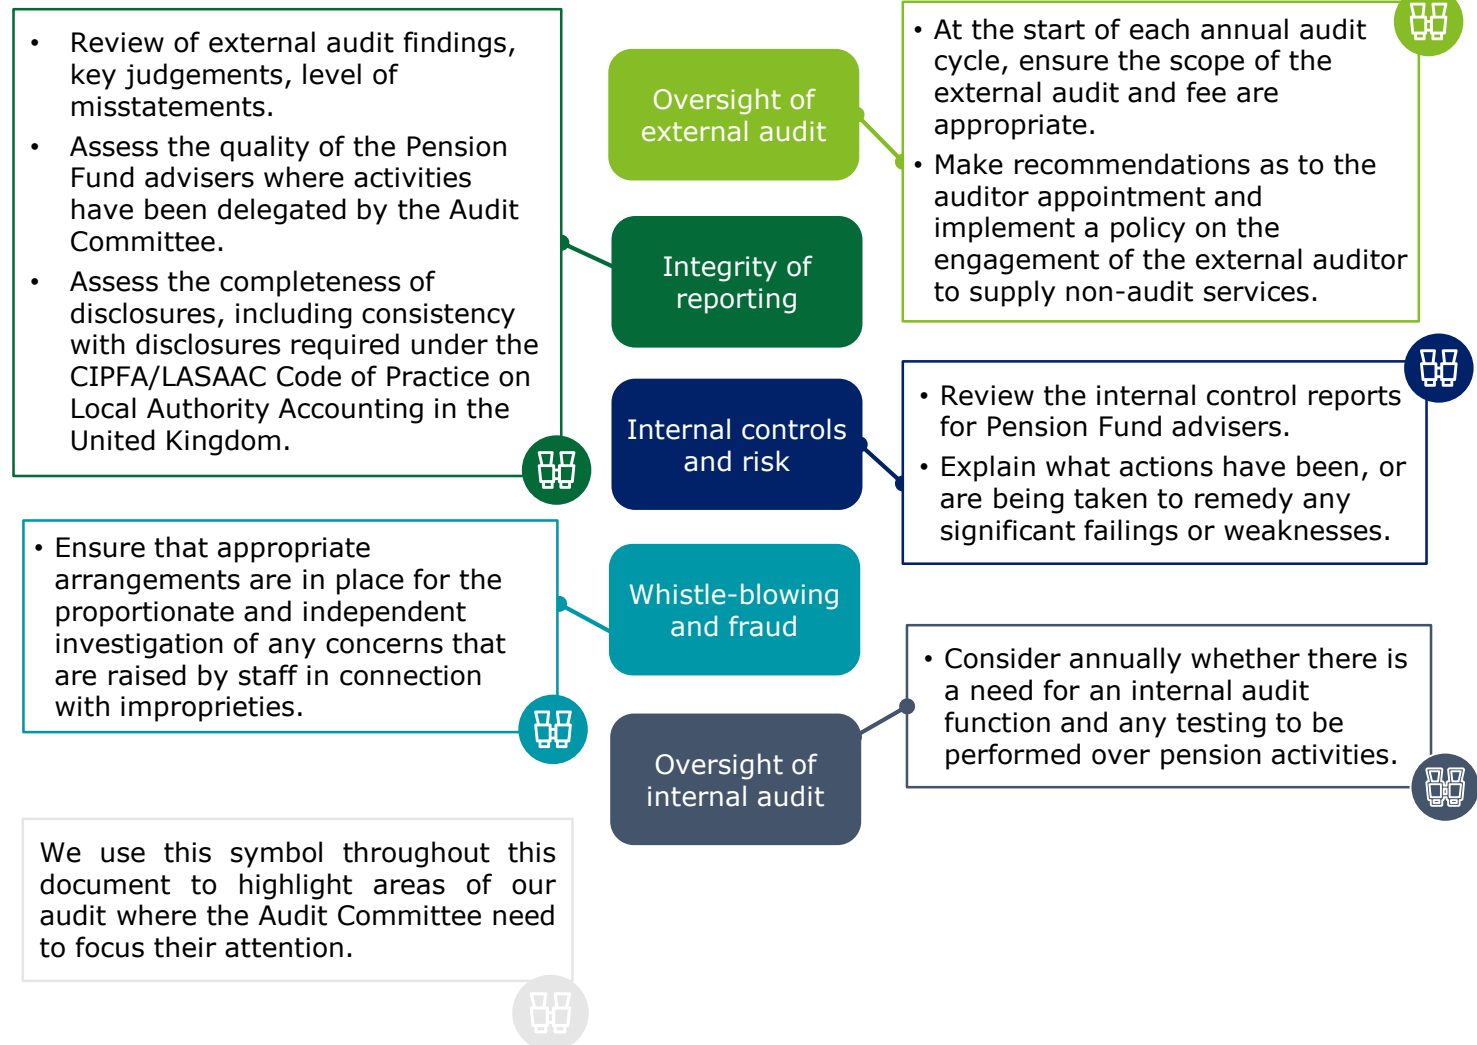 • Review of external audit findings,
key judgements, level of
misstatements.
• Assess the quality of the Pension
Fund advisers where activities
have been delegated by the Audit
Committee.
• Assess the completeness of
disclosures, including consistency
with disclosures required under the
CIPFA/LASAAC Code of Practice on
Local Authority Accounting in the
United Kingdom.
• Ensure that appropriate
arrangements are in place for the
proportionate and independent
investigation of any concerns that
are raised by staff in connection
with improprieties.
We use this symbol throughout this
document to highlight areas of our
audit where the Audit Committee need
to focus their attention.
Oversight of
external audit
Integrity of
reporting
Internal controls
and risk
Whistle-blowing
and fraud
Oversight of
internal audit
• At the start of each annual audit
cycle, ensure the scope of the
external audit and fee are
appropriate.
• Make recommendations as to the
auditor appointment and
implement a policy on the
engagement of the external auditor
to supply non-audit services.
• Review the internal control reports
for Pension Fund advisers.
• Explain what actions have been, or
are being taken to remedy any
significant failings or weaknesses.
• Consider annually whether there is
a need for an internal audit
function and any testing to be
performed over pension activities.